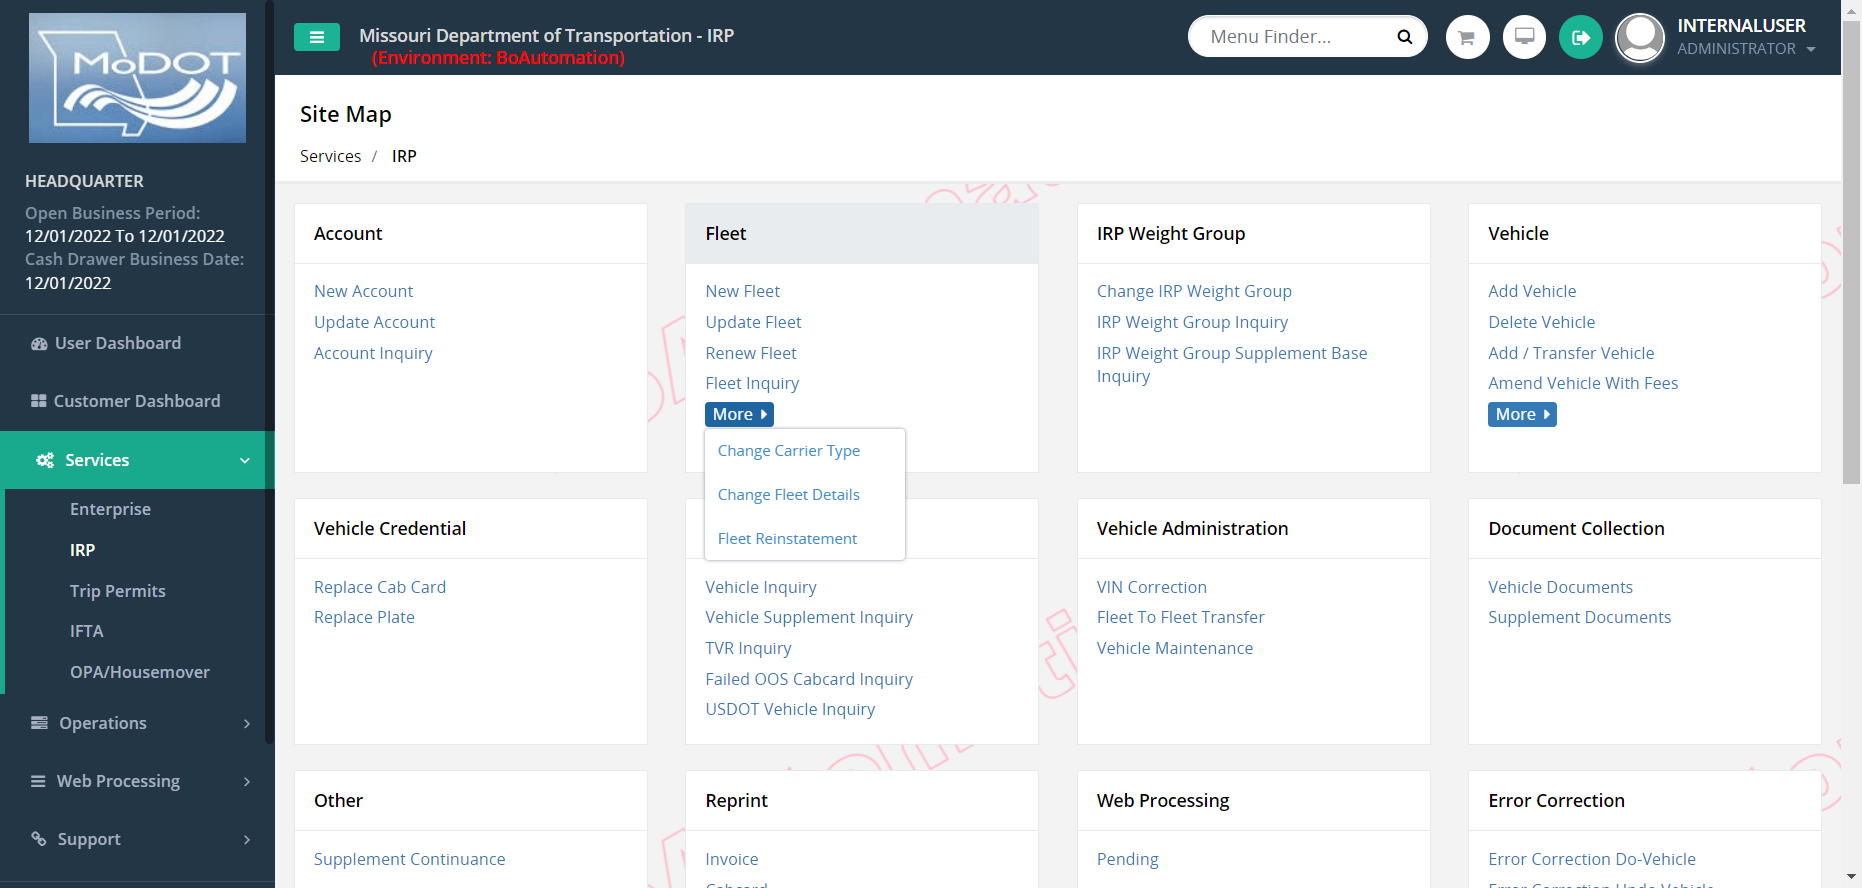 MoDOT
HEADQUARTER
Open Business Period:
12/01/2022 To 12/01/2022
Cash Drawer Business Date:
12/01/2022
User Dashboard
Customer Dashboard
Services
Enterprise
IRP
Trip Permits
IFTA
OPA/Housemover
Operations
Web Processing
Support
Missouri Department of Transportation - IRP
(Environment: BoAutomation)
Menu Finder...
INTERNALUSER
ADMINISTRATOR
Site Map
Services / IRP
Account
New Account
Update Account
Account Inquiry
Fleet
New Fleet
Update Fleet
Renew Fleet
Fleet Inquiry
More
Change Carrier Type
Change Fleet Details
Fleet Reinstatement
IRP Weight Group
Change IRP Weight Group
IRP Weight Group Inquiry
IRP Weight Group Supplement Base
Inquiry
Vehicle
Add Vehicle
Delete Vehicle
Add / Transfer Vehicle
Amend Vehicle With Fees
More
Vehicle Credential
Replace Cab Card
Replace Plate
Vehicle Inquiry
Vehicle Supplement Inquiry
TVR Inquiry
Failed OOS Cabcard Inquiry
USDOT Vehicle Inquiry
Vehicle Administration
VIN Correction
Fleet To Fleet Transfer
Vehicle Maintenance
Document Collection
Vehicle Documents
Supplement Documents
Other
Supplement Continuance
Reprint
Invoice
Cabcard
Web Processing
Pending
Error Correction
Error Correction Do-Vehicle
Error Correction Undo Vehicle